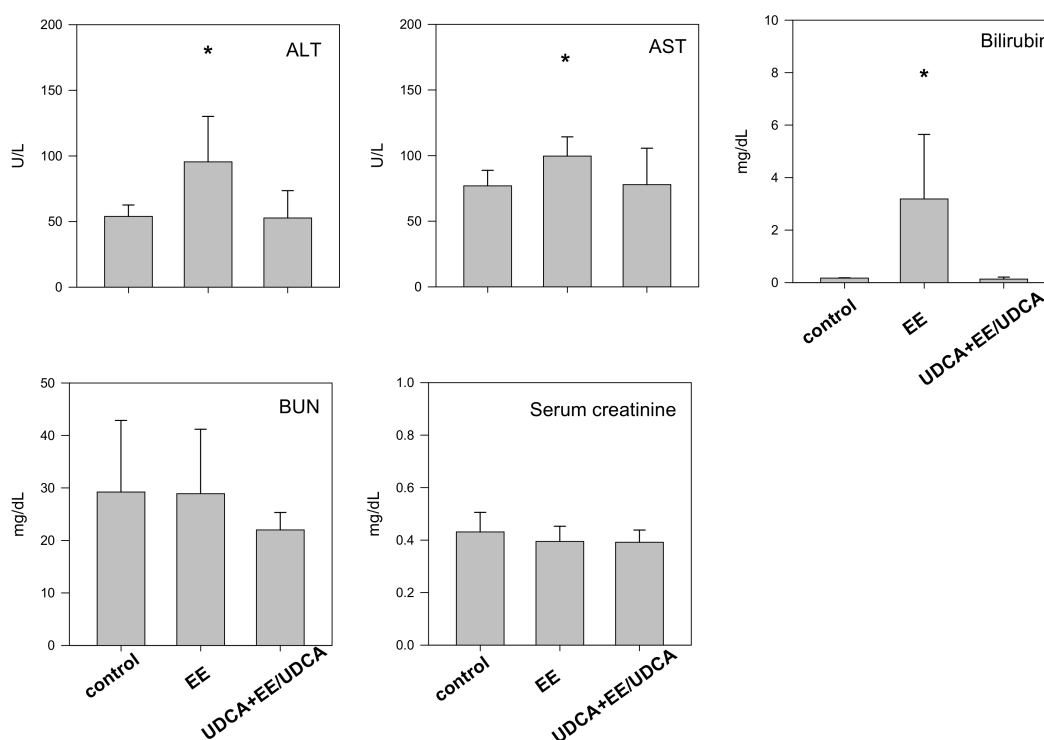 200
150
100
50
0
U/L
ALT
*
200
150
100
50
0
U/L
AST
*
10
8
6
4
2
0
mg/dL
Bilirubin
*
control
EE
UDCA+EE/UDCA
50
40
30
20
10
0
mg/dL
BUN
control
EE
UDCA+EE/UDCA
1.0
0.8
0.6
0.4
0.2
0.0
mg/dL
Serum creatinine
control
EE
UDCA+EE/UDCA